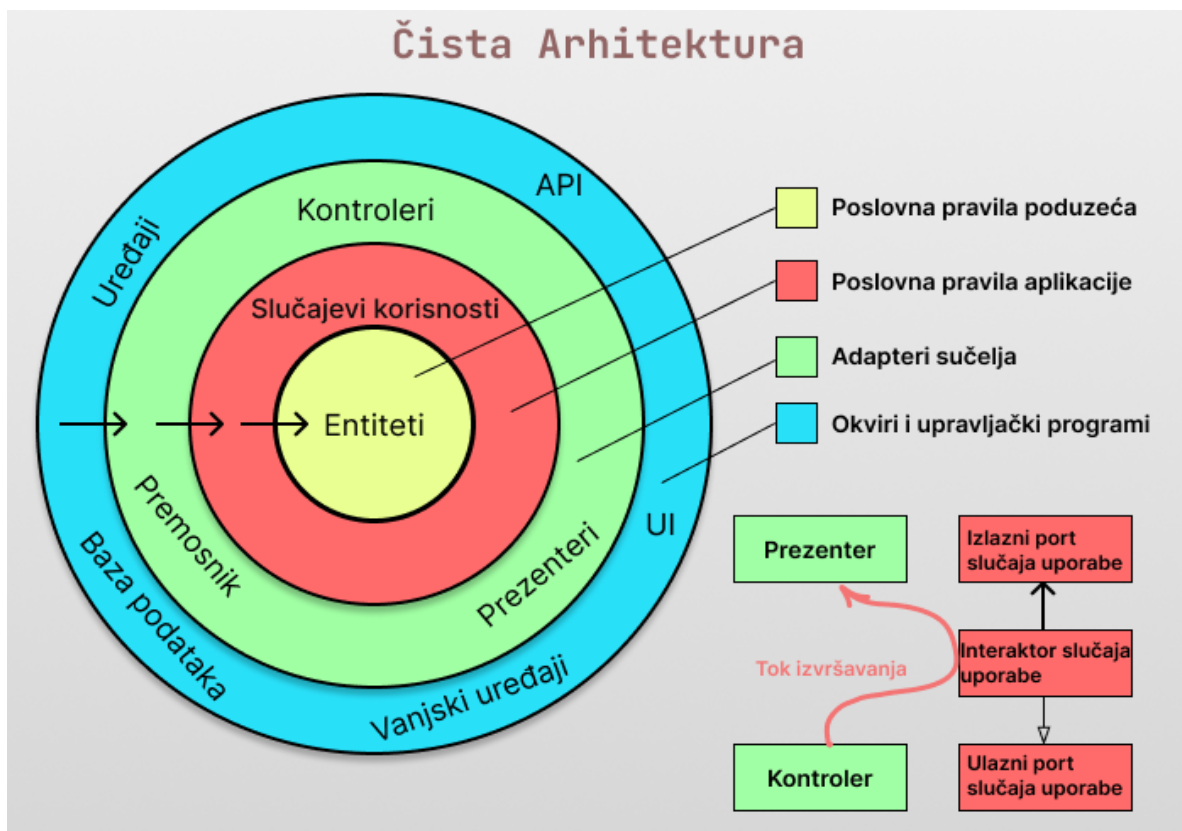 Čista Arhitektura
API
Uređaji
Kontroleri
Slučajevi korisnosti
Entiteti
Premosnik
Baza podataka
Prezenteri
UI
Vanjski uređaji
Poslovna pravila poduzeća
Poslovna pravila aplikacije
Adapteri sučelja
Okviri i upravljački programi
Prezenter
Izlazni port
slučaja uporabe
Tok izvršavanja
Interaktor slučaja
uporabe
Kontroler
Ulazni port
slučaja uporabe